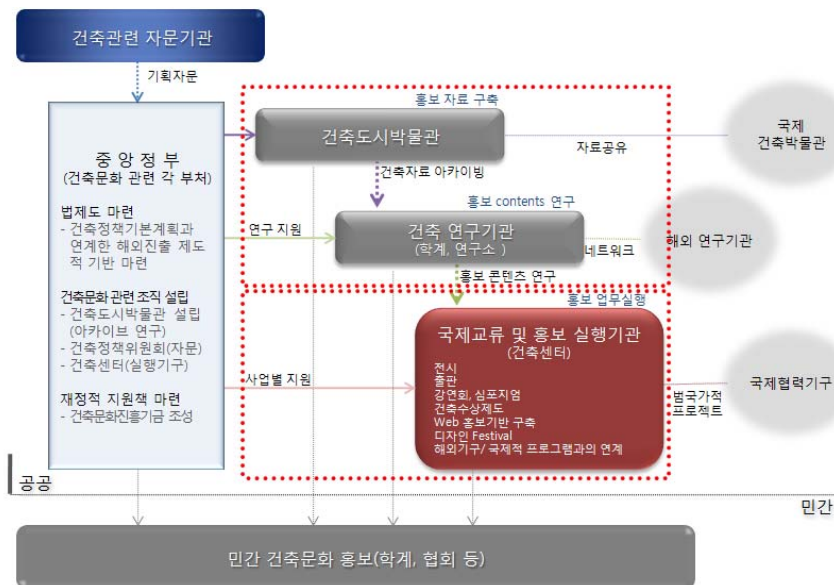 건축관련 자문기관
기획자문
중앙정부
(건축문화 관련 각 부처)
법제도 마련
- 건축정책기본계획과
연계한 해외진출 제도
적 기반 마련
건축문화 관련 조직 설립
- 건축도시박물관 설립
(아카이브 연구)
- 건축정책위원회(자문)
- 건축센터(실행기구)
재정적 지원책 마련
- 건축문화진흥기금 조성
홍보 자료 구축
건축도시박물관
자료공유
국제
건축박물관
건축자료 아카이빙
홍보 contents 연구
연구 지원
건축 연구기관
(학계, 연구소 )
네트워크
해외 연구기관
홍보 콘텐츠 연구
홍보 업무실행
사업별 지원
국제교류 및 홍보 실행기관
(건축센터)
전시
출판
강연회, 심포지엄
건축수상제도
Web 홍보기반 구축
디자인 Festival
해외기구/ 국제적 프로그램과의 연계
범국가적
프로젝트
국제협력기구
공공
민간
민간 건축문화 홍보(학계, 협회 등)